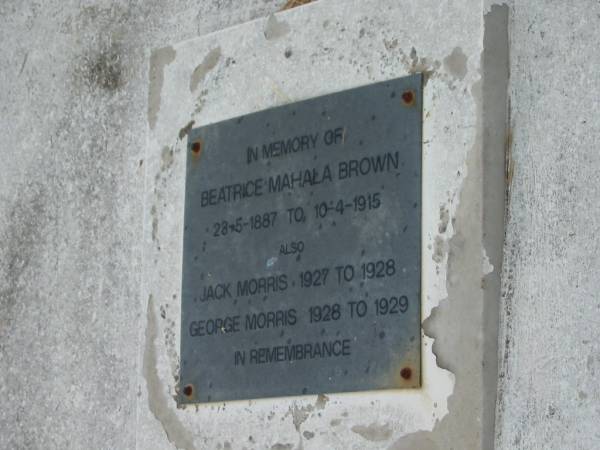 IN MEMORY OF
BEATRICE MAHALA BROWN
28-5-1887 TO 10-4-1915
ALSO
JACK MORRIS 1927 TO 1928
GEORGE MORRIS 1928 TO 1929
IN REMEMBRANCE